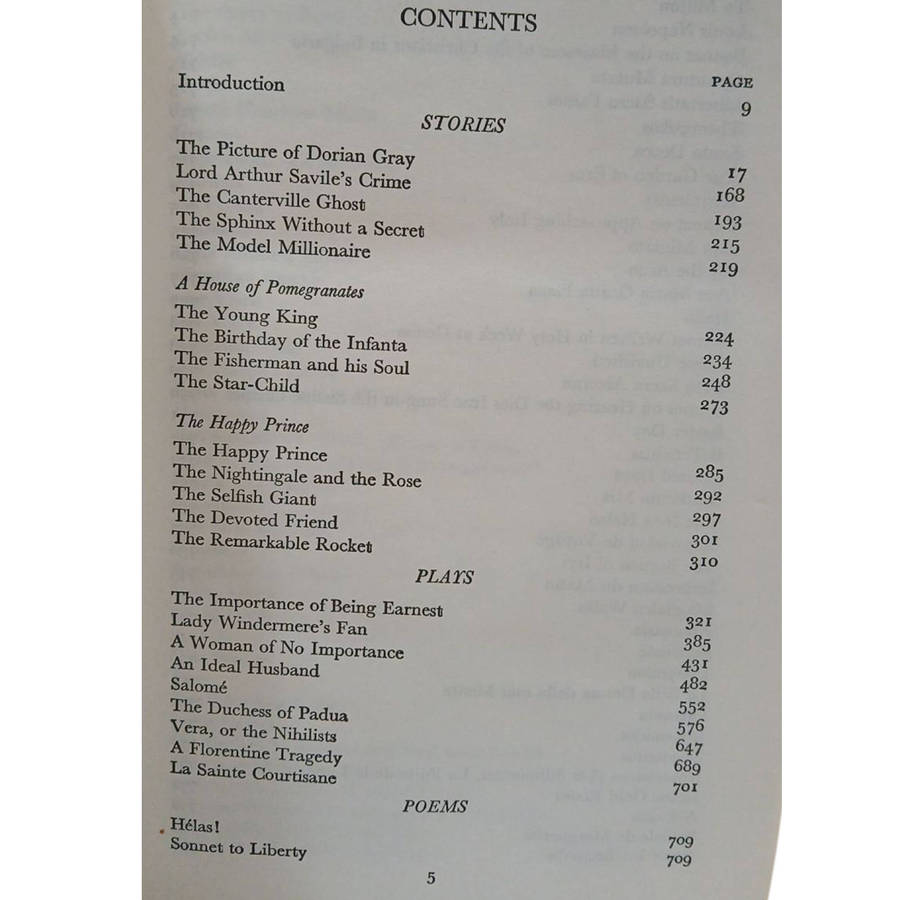 CONTENTS
PAGE
Introduction 9
STORIES
The Picture of Dorian Gray 17
Lord Arthur Savile's Crime 168
The Canterville Ghost 193
The Sphinx Without a Secret 215
The Model Millionaire 219
A House of Pomegranates
The Young King 224
The Birthday of the Infanta 234
The Fisherman and his Soul 248
The Star-Child 273
The Happy Prince
The Happy Prince 285
The Nightingale and the Rose 292
The Selfish Giant 297
The Devoted Friend 301
The Remarkable Rocket 310
PLAYS
The Importance of Being Earnest 321
Lady Windermere's Fan 385
A Woman of No Importance 431
An Ideal Husband 482
Salomé 552
The Duchess of Padua 576
Vera, or the Nihilists 647
A Florentine Tragedy 689
La Sainte Courtisane 701
POEMS
Hélas! 709
Sonnet to Liberty 709
5